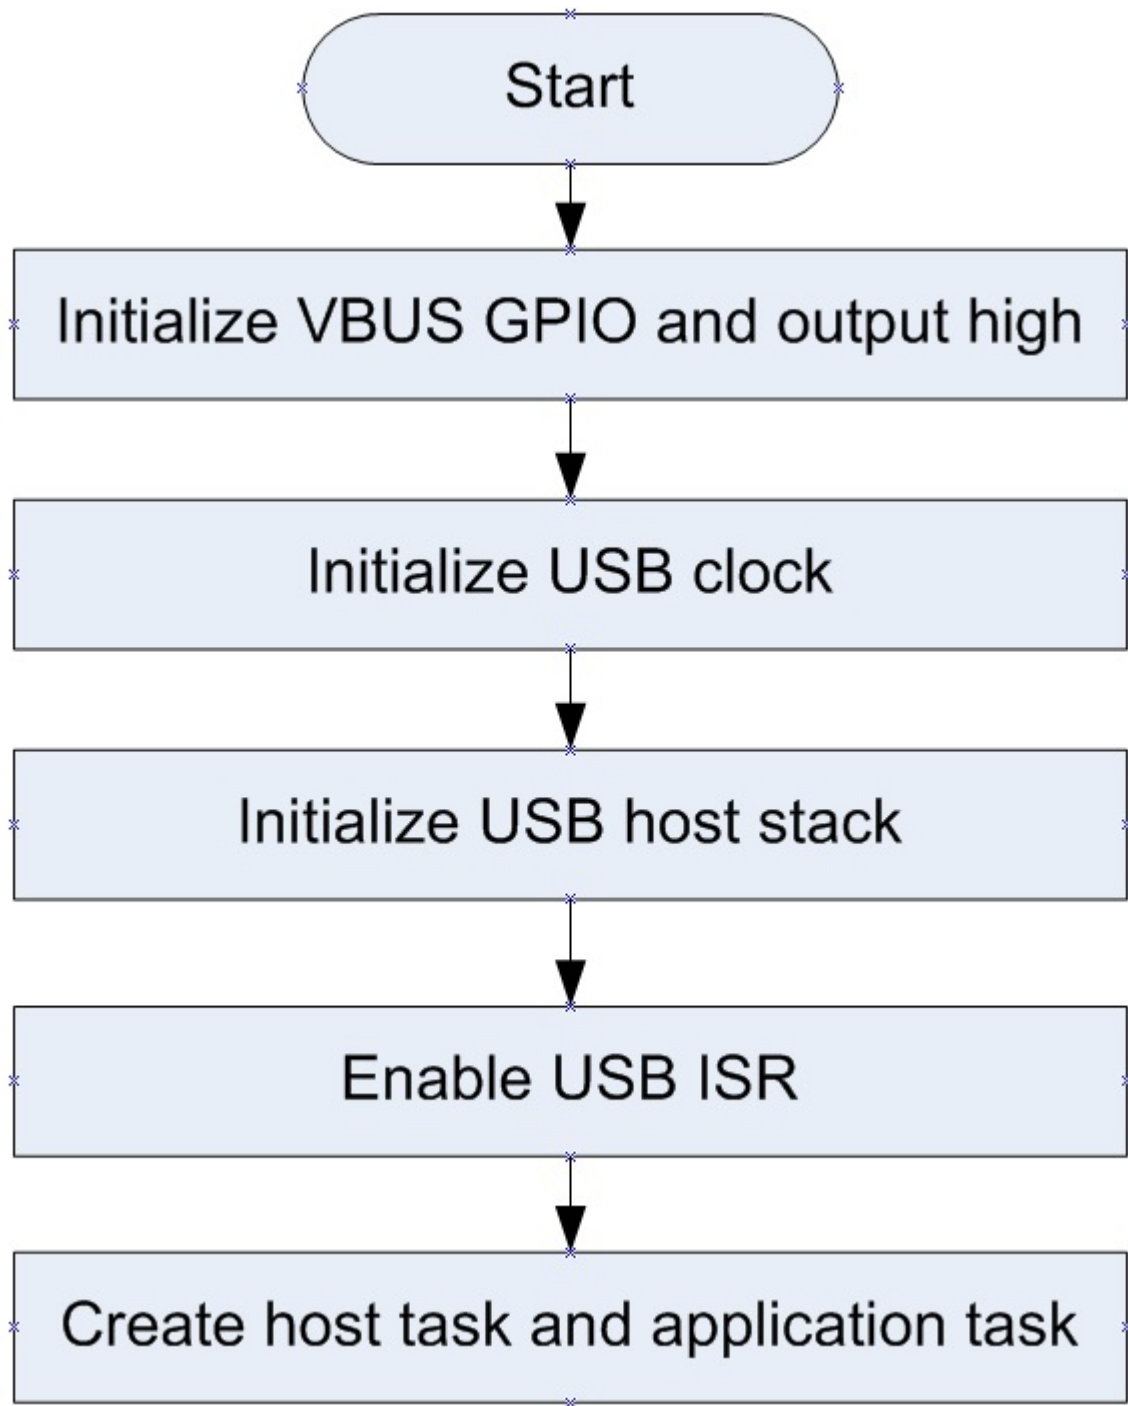 Start
Initialize VBUS GPIO and output high
Initialize USB clock
Initialize USB host stack
Enable USB ISR
Create host task and application task